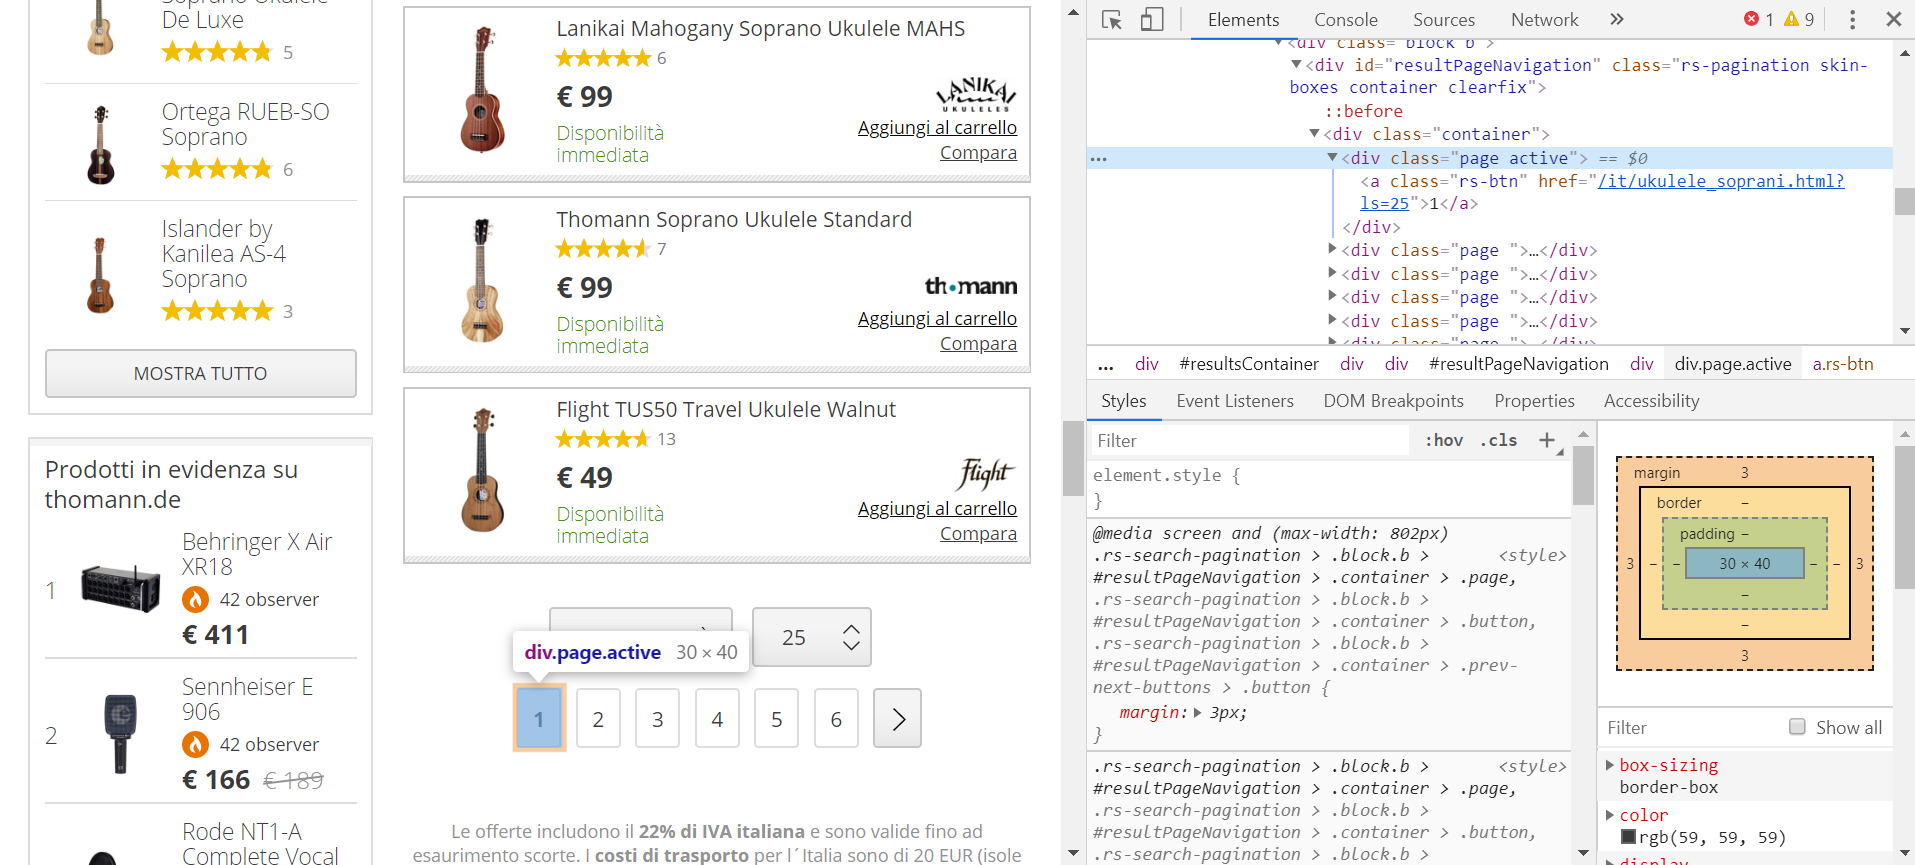 Soprano Ukulele
De Luxe
5
Ortega RUEB-SO
Soprano
6
Islander by
Kanilea AS-4
Soprano
3
MOSTRA TUTTO
Prodotti in evidenza su
thomann.de
1
Behringer X Air
XR18
42 observer
€ 411
2
Sennheiser E
906
42 observer
€ 166 € 189
Rode NT1-A
Complete Vocal
Lanikai Mahogany Soprano Ukulele MAHS
6
€ 99
LANIKAI
UKULELES
Disponibilità
immediata
Aggiungi al carrello
Compara
Thomann Soprano Ukulele Standard
7
€ 99
th•mann
Disponibilità
immediata
Aggiungi al carrello
Compara
Flight TUS50 Travel Ukulele Walnut
13
€ 49
Flight
Disponibilità
immediata
Aggiungi al carrello
Compara
25
div.page.active 30 × 40
1 2 3 4 5 6
Le offerte includono il 22% di IVA italiana e sono valide fino ad
esaurimento scorte. I costi di trasporto per l´Italia sono di 20 EUR (isole
Elements Console Sources Network » 1 9
<div class="block b">
<div id="resultPageNavigation" class="rs-pagination skin-
boxes container clearfix">
::before
<div class="container">
… <div class="page active"> == $0
<a class="rs-btn" href="/it/ukulele_soprani.html?
ls=25">1</a>
</div>
<div class="page ">…</div>
<div class="page ">…</div>
<div class="page ">…</div>
<div class="page ">…</div>
<div class="page ">…</div>
... div #resultsContainer div div #resultPageNavigation div div.page.active a.rs-btn
Styles Event Listeners DOM Breakpoints Properties Accessibility
Filter :hov .cls +
element.style {
}
@media screen and (max-width: 802px)
.rs-search-pagination > .block.b > <style>
#resultPageNavigation > .container > .page,
.rs-search-pagination > .block.b >
#resultPageNavigation > .container > .button,
.rs-search-pagination > .block.b >
#resultPageNavigation > .container > .prev-
next-buttons > .button {
margin: 3px;
}
.rs-search-pagination > .block.b > <style>
#resultPageNavigation > .container > .page,
.rs-search-pagination > .block.b >
#resultPageNavigation > .container > .button,
.rs-search-pagination > .block.b >
margin 3
border –
padding –
3 – – 30 × 40 – – 3
–
–
3
Filter Show all
box-sizing
border-box
color
rgb(59, 59, 59)
display